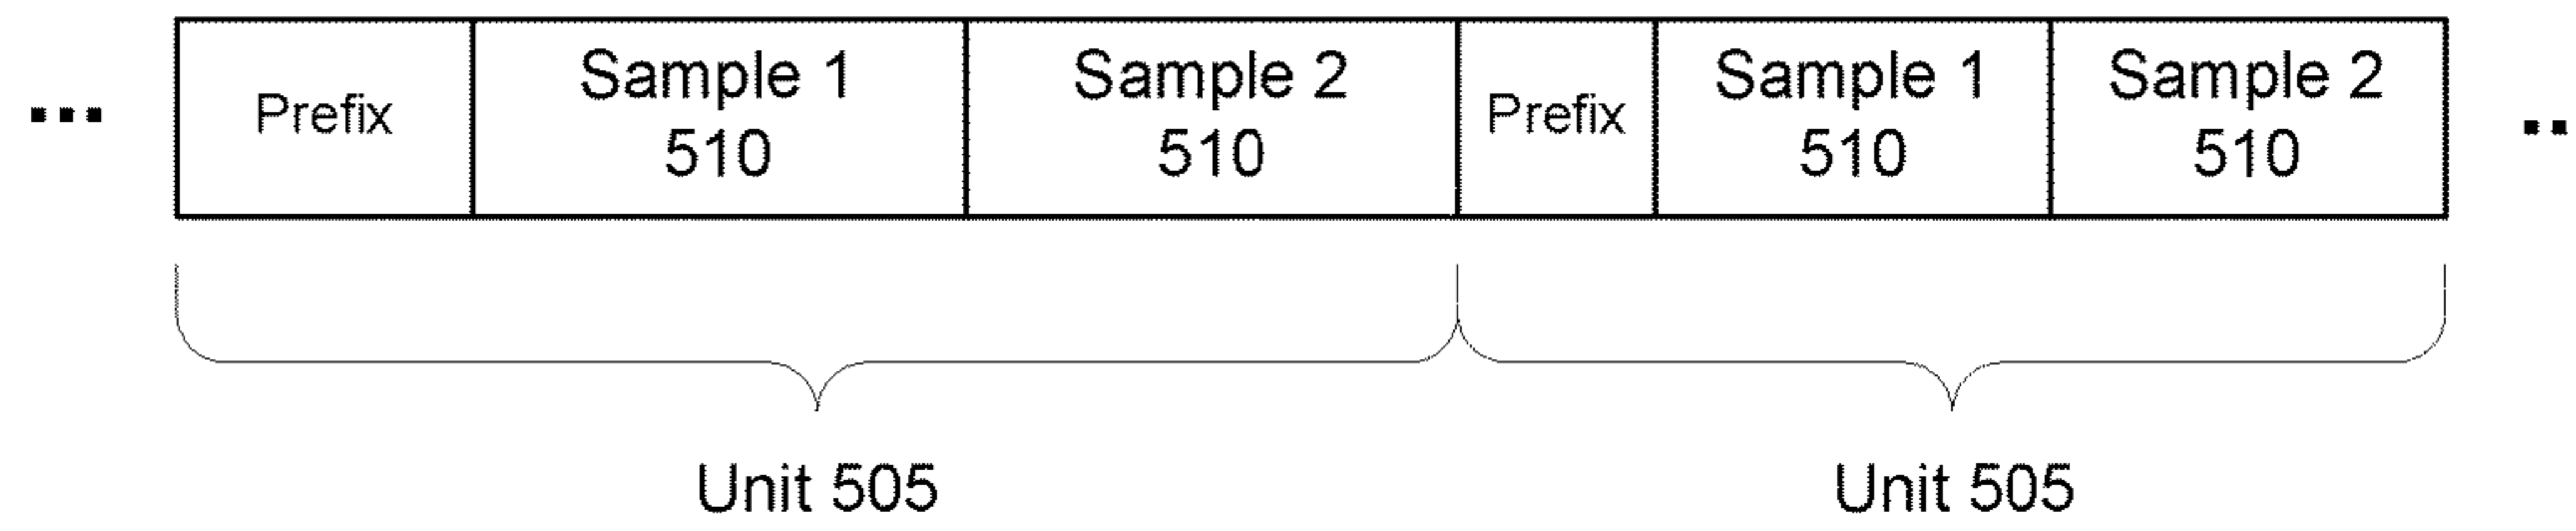 ... Prefix Sample 1 Sample 2 Prefix Sample 1 Sample 2 ..
510 510 510 510
Unit 505 Unit 505